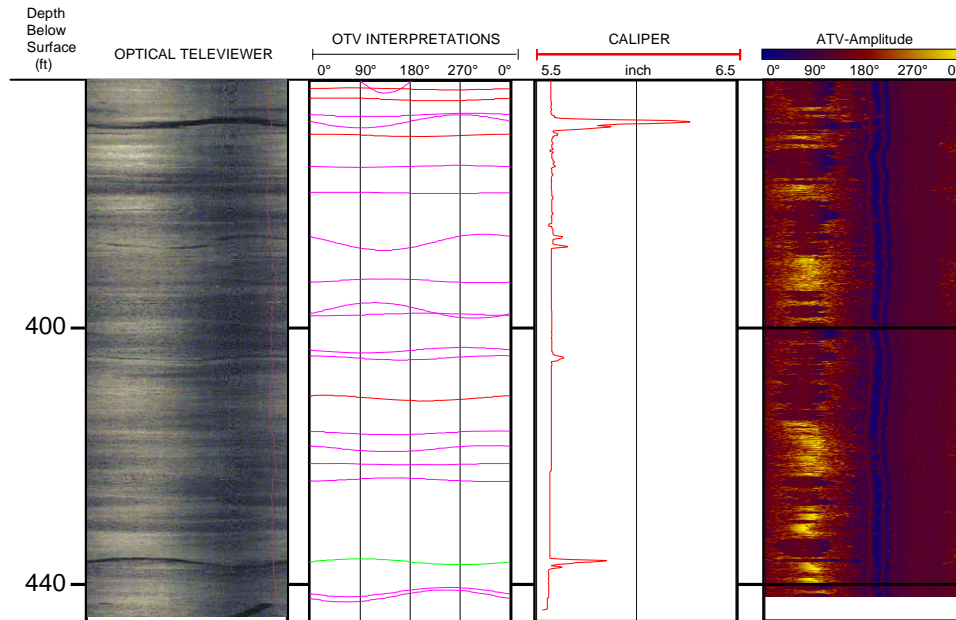 Depth
Below
Surface
(ft)
OPTICAL TELEVIEWER
OTV INTERPRETATIONS
0° 90° 180° 270° 0°
CALIPER
5.5 inch 6.5
ATV-Amplitude
0° 90° 180° 270° 0
400
440